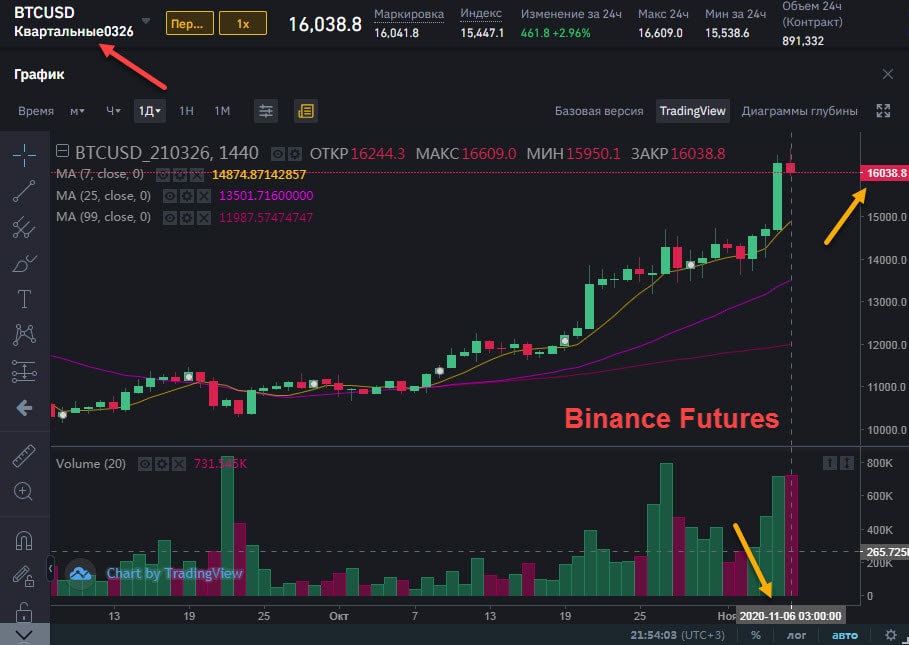 BTCUSD
Квартальные0326
Пер...
1x
16,038.8
Маркировка
16,041.8
Индекс
15,447.1
Изменение за 24ч
461.8 +2.96%
Макс 24ч
16,609.0
Мин за 24ч
15,538.6
Объем 24ч
(Контракт)
891,332
График
Время м Ч 1Д 1Н 1М
Базовая версия TradingView Диаграммы глубины
BTCUSD_210326, 1440 ОТКР 16244.3 МАКС 16609.0 МИН 15950.1 ЗАКР 16038.8
MA (7, close, 0) 14874.87142857
MA (25, close, 0) 13501.71600000
MA (99, close, 0) 11987.57474747
16038.8
15000.0
14000.0
13000.0
12000.0
11000.0
10000.0
Binance Futures
Volume (20) 731.545K
800K
600K
400K
265.725K
200K
0
Chart by TradingView
13 19 25 Окт 7 13 19 25 Ноя 2020-11-06 03:00:00
21:54:03 (UTC+3) % лог авто